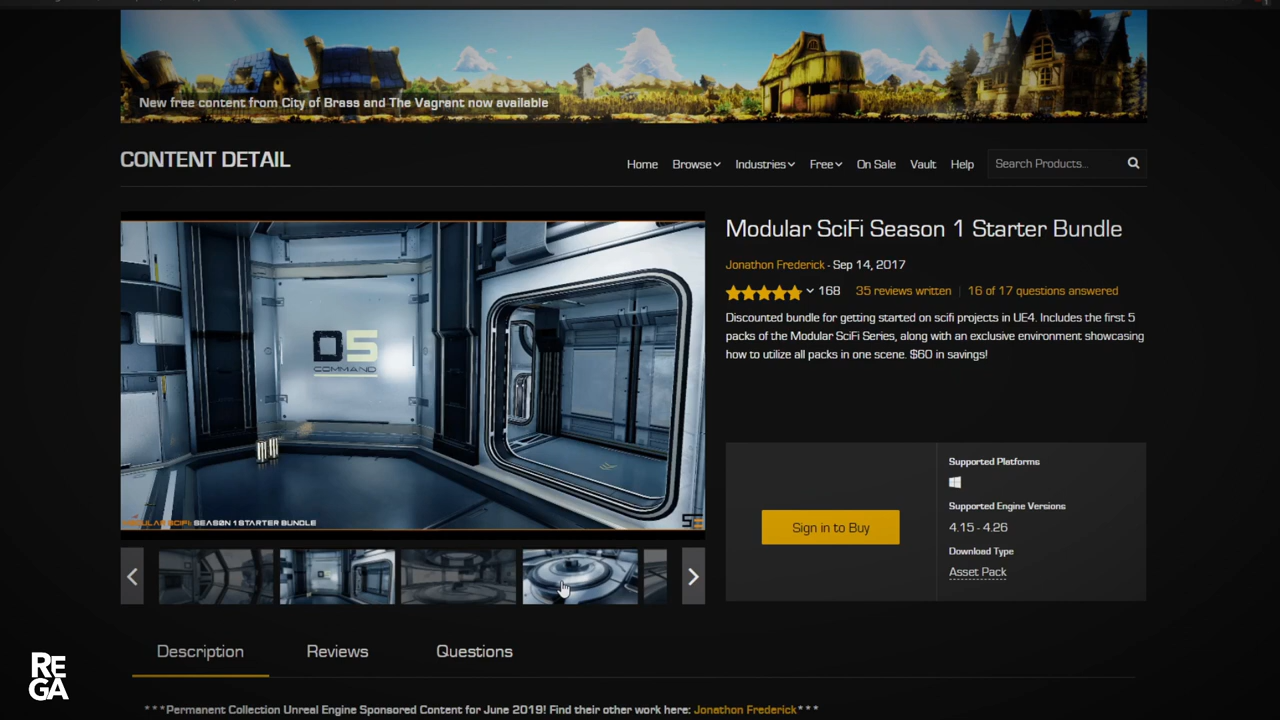 New free content from City of Brass and The Vagrant now available
CONTENT DETAIL
Home Browse Industries Free On Sale Vault Help Search Products...
Modular SciFi Season 1 Starter Bundle
Jonathon Frederick - Sep 14, 2017
168 35 reviews written 16 of 17 questions answered
Discounted bundle for getting started on scifi projects in UE4. Includes the first 5
packs of the Modular SciFi Series, along with an exclusive environment showcasing
how to utilize all packs in one scene. $60 in savings!
05
COMMAND
MODULAR SCIFI: SEASON 1 STARTER BUNDLE
Sign in to Buy
Supported Platforms
Supported Engine Versions
4.15 - 4.26
Download Type
Asset Pack
Description Reviews Questions
***Permanent Collection Unreal Engine Sponsored Content for June 2019! Find their other work here: Jonathon Frederick***
RE
GA